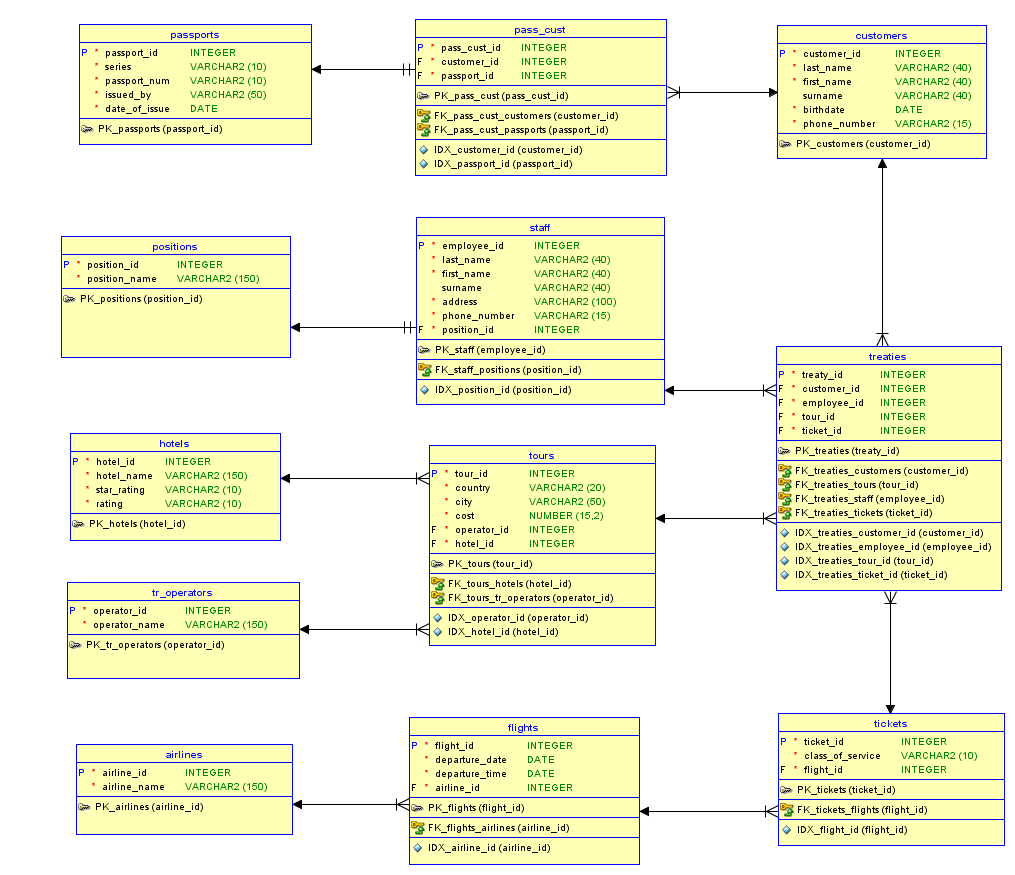 passports
P * passport_id INTEGER
* series VARCHAR2 (10)
* passport_num VARCHAR2 (10)
* issued_by VARCHAR2 (50)
* date_of_issue DATE
PK_passports (passport_id)
pass_cust
P * pass_cust_id INTEGER
F * customer_id INTEGER
F * passport_id INTEGER
PK_pass_cust (pass_cust_id)
FK_pass_cust_customers (customer_id)
FK_pass_cust_passports (passport_id)
IDX_customer_id (customer_id)
IDX_passport_id (passport_id)
customers
P * customer_id INTEGER
* last_name VARCHAR2 (40)
* first_name VARCHAR2 (40)
surname VARCHAR2 (40)
* birthdate DATE
* phone_number VARCHAR2 (15)
PK_customers (customer_id)
positions
P * position_id INTEGER
* position_name VARCHAR2 (150)
PK_positions (position_id)
staff
P * employee_id INTEGER
* last_name VARCHAR2 (40)
* first_name VARCHAR2 (40)
surname VARCHAR2 (40)
* address VARCHAR2 (100)
* phone_number VARCHAR2 (15)
F * position_id INTEGER
PK_staff (employee_id)
FK_staff_positions (position_id)
IDX_position_id (position_id)
treaties
P * treaty_id INTEGER
F * customer_id INTEGER
F * employee_id INTEGER
F * tour_id INTEGER
F * ticket_id INTEGER
PK_treaties (treaty_id)
FK_treaties_customers (customer_id)
FK_treaties_tours (tour_id)
FK_treaties_staff (employee_id)
FK_treaties_tickets (ticket_id)
IDX_treaties_customer_id (customer_id)
IDX_treaties_employee_id (employee_id)
IDX_treaties_tour_id (tour_id)
IDX_treaties_ticket_id (ticket_id)
hotels
P * hotel_id INTEGER
* hotel_name VARCHAR2 (150)
* star_rating VARCHAR2 (10)
* rating VARCHAR2 (10)
PK_hotels (hotel_id)
tours
P * tour_id INTEGER
* country VARCHAR2 (20)
* city VARCHAR2 (50)
* cost NUMBER (15,2)
F * operator_id INTEGER
F * hotel_id INTEGER
PK_tours (tour_id)
FK_tours_hotels (hotel_id)
FK_tours_tr_operators (operator_id)
IDX_operator_id (operator_id)
IDX_hotel_id (hotel_id)
tr_operators
P * operator_id INTEGER
* operator_name VARCHAR2 (150)
PK_tr_operators (operator_id)
airlines
P * airline_id INTEGER
* airline_name VARCHAR2 (150)
PK_airlines (airline_id)
flights
P * flight_id INTEGER
* departure_date DATE
* departure_time DATE
F * airline_id INTEGER
PK_flights (flight_id)
FK_flights_airlines (airline_id)
IDX_airline_id (airline_id)
tickets
P * ticket_id INTEGER
* class_of_service VARCHAR2 (10)
F * flight_id INTEGER
PK_tickets (ticket_id)
FK_tickets_flights (flight_id)
IDX_flight_id (flight_id)